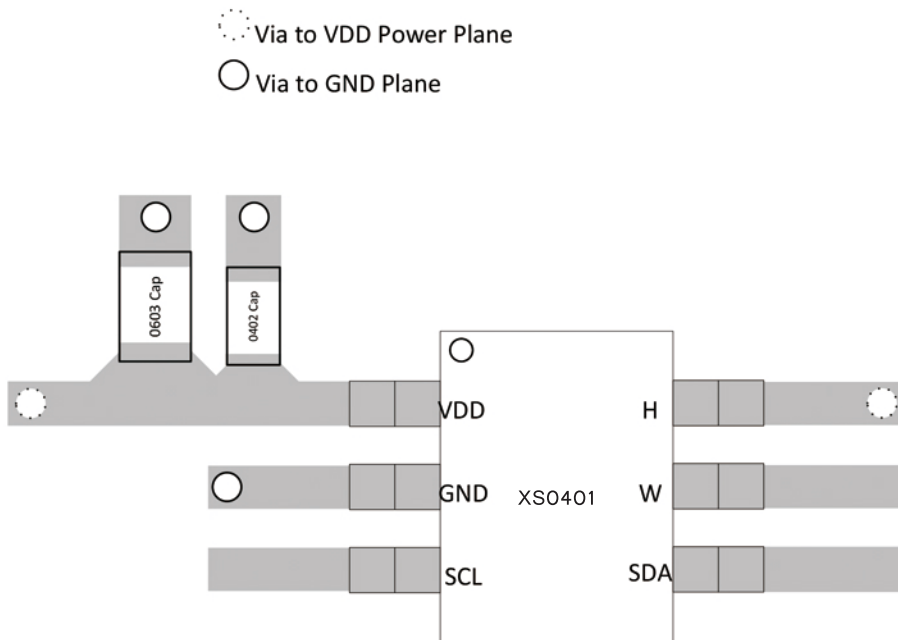 Via to VDD Power Plane
Via to GND Plane
0603 Cap
0402 Cap
VDD
H
GND
XS0401
W
SCL
SDA